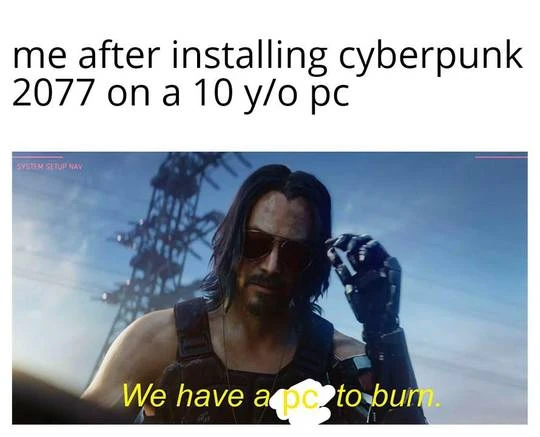 me after installing cyberpunk
2077 on a 10 y/o pc
SYSTEM SETUP NAV
We have a pc to burn.